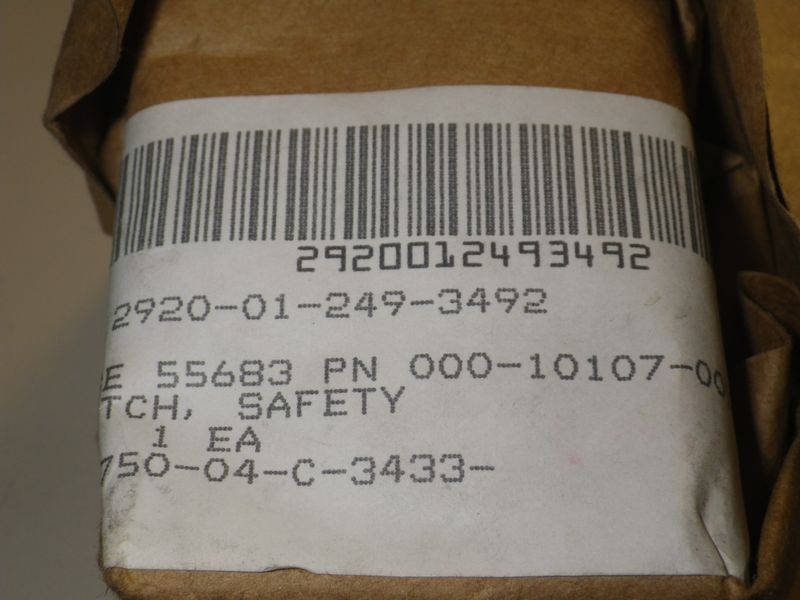 2920012493492
2920-01-249-3492
E 55683 PN 000-10107-00
TCH, SAFETY
1 EA
750-04-C-3433-